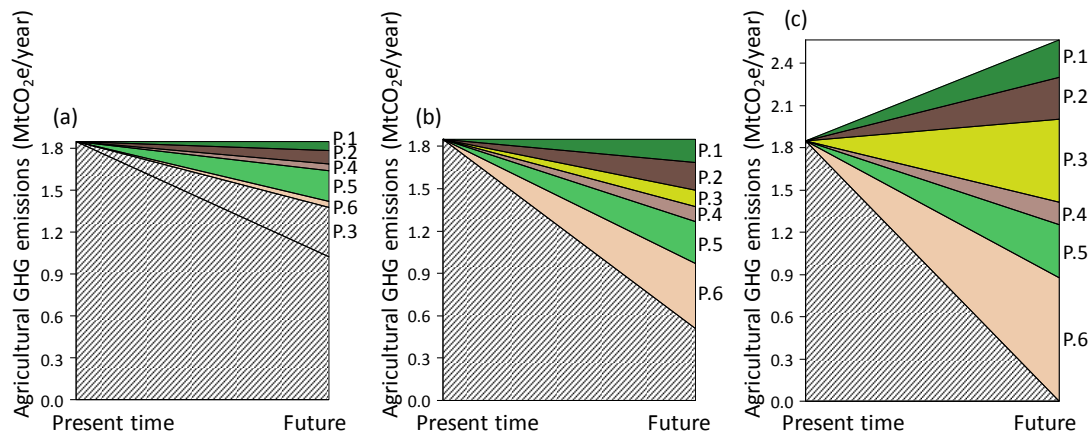 (a)
Agricultural GHG emissions (MtCO₂e/year)
1.8
1.5
1.2
0.9
0.6
0.3
0.0
P.1
P.2
P.4
P.5
P.6
P.3
Present time
Future
(b)
Agricultural GHG emissions (MtCO₂e/year)
1.8
1.5
1.2
0.9
0.6
0.3
0.0
P.1
P.2
P.3
P.4
P.5
P.6
Present time
Future
(c)
Agricultural GHG emissions (MtCO₂e/year)
2.4
2.1
1.8
1.5
1.2
0.9
0.6
0.3
0.0
P.1
P.2
P.3
P.4
P.5
P.6
Present time
Future